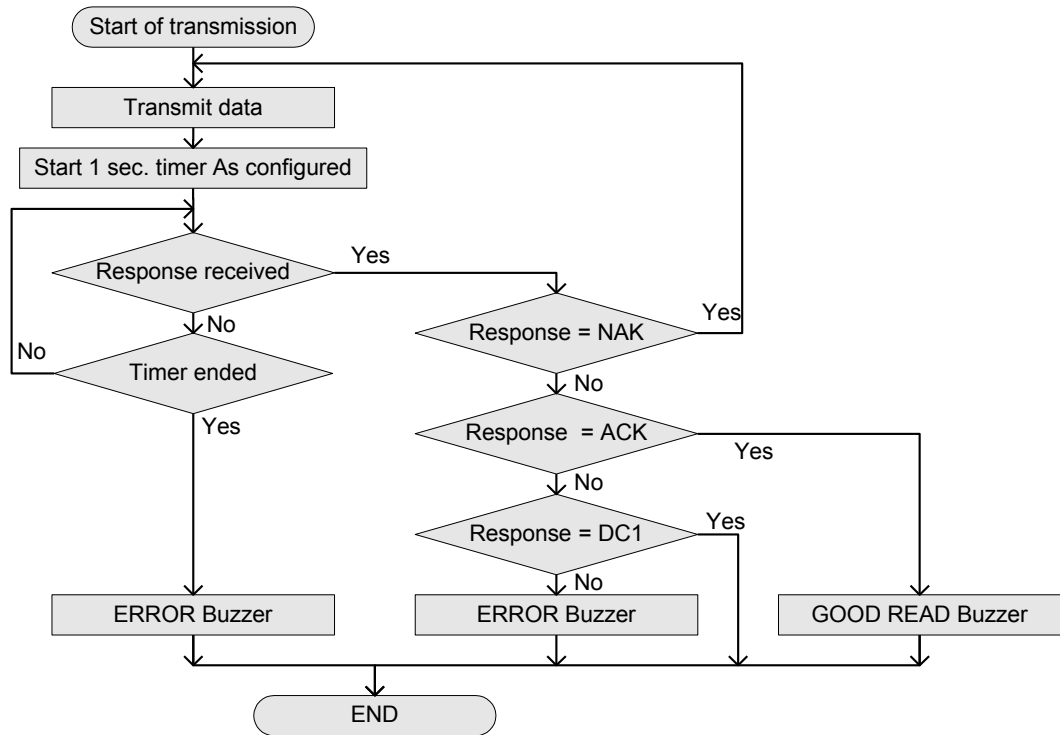 Start of transmission
Transmit data
Start 1 sec. timer As configured
Response received
Yes
No
Response = NAK
Yes
No
Timer ended
No
Yes
Response = ACK
Yes
No
Response = DC1
Yes
No
ERROR Buzzer
ERROR Buzzer
GOOD READ Buzzer
END